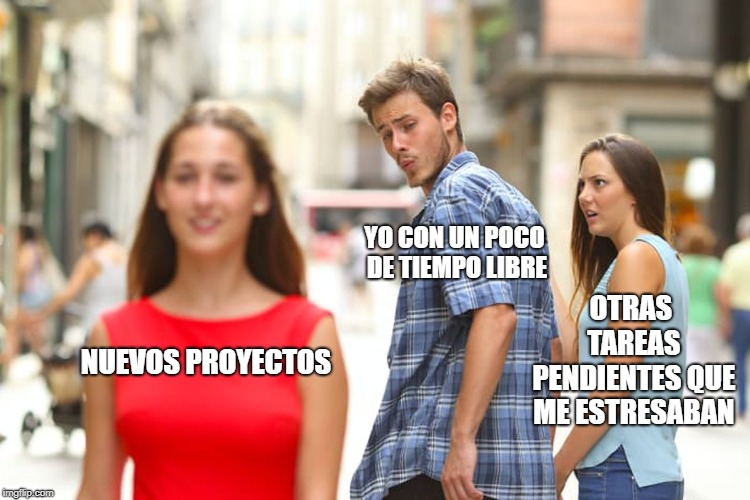 YO CON UN POCO
DE TIEMPO LIBRE
OTRAS
TAREAS
PENDIENTES QUE
ME ESTRESABAN
NUEVOS PROYECTOS
imgflip.com